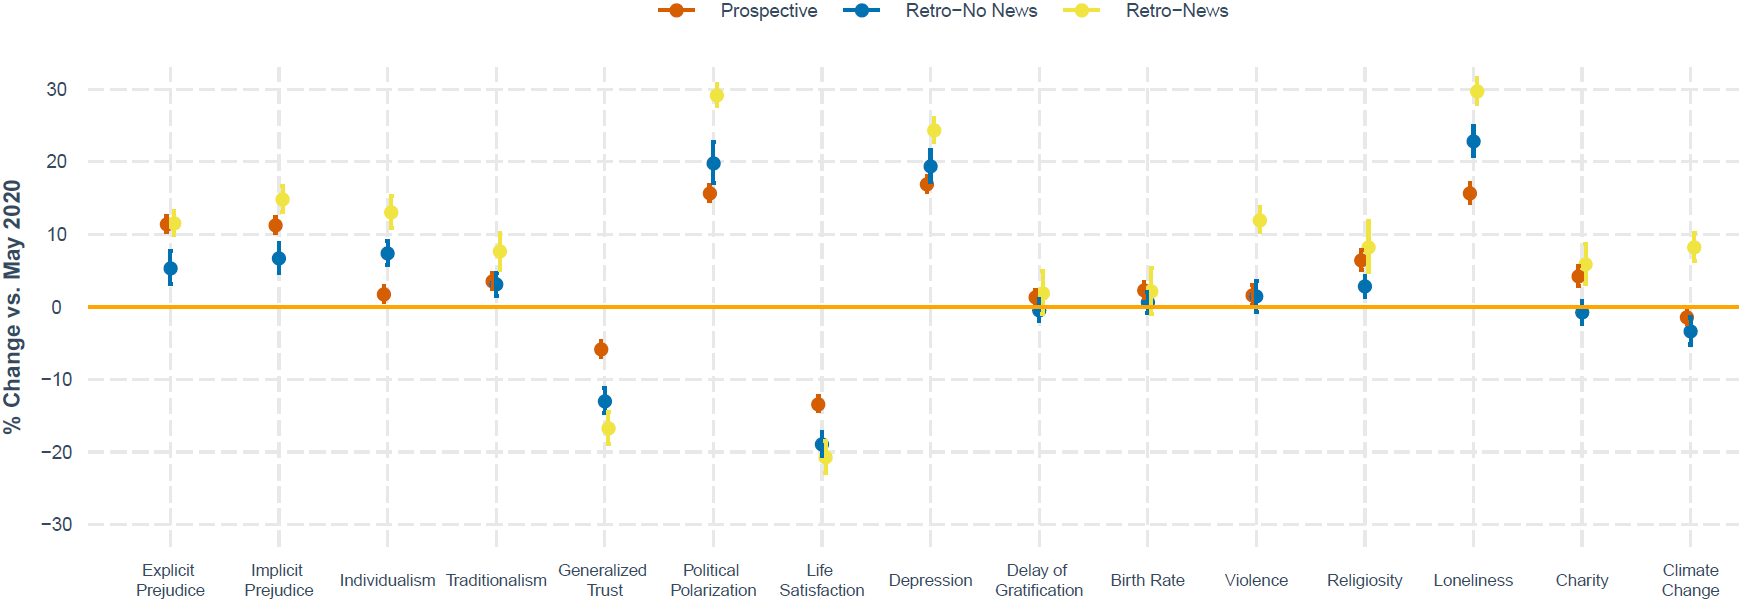 Prospective Retro−No News Retro−News
% Change vs. May 2020
30
20
10
0
−10
−20
−30
Explicit Prejudice
Implicit Prejudice
Individualism
Traditionalism
Generalized Trust
Political Polarization
Life Satisfaction
Depression
Delay of Gratification
Birth Rate
Violence
Religiosity
Loneliness
Charity
Climate Change